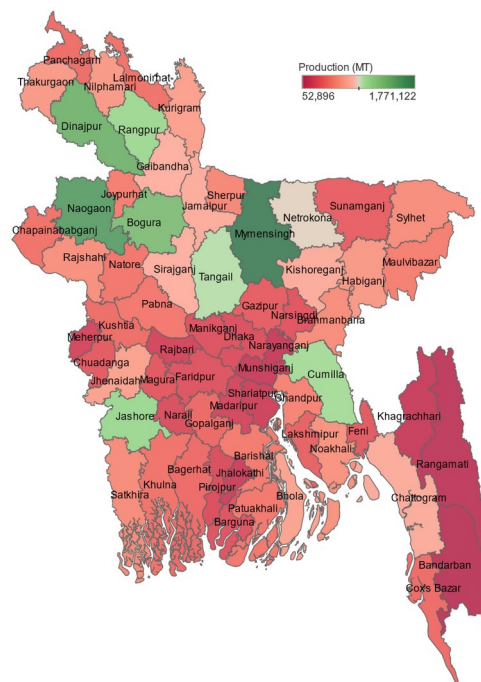 Panchagarh
Production (MT)
52,896 1,771,122
Thakurgaon
Nilphamari
Lalmonirhat
Kurigram
Dinajpur
Rangpur
Gaibandha
Naogaon
Joypurhat
Jamalpur
Sherpur
Mymensingh
Netrokona
Sunamganj
Sylhet
Chapainababganj
Bogura
Rajshahi
Natore
Sirajganj
Tangail
Kishoreganj
Habiganj
Maulvibazar
Pabna
Gazipur
Narsingdi
Brahmanbaria
Kushtia
Manikganj
Dhaka
Narayanganj
Meherpur
Rajbari
Chuadanga
Munshiganj
Cumilla
Jhenaidah
Magura
Faridpur
Shariatpur
Chandpur
Madaripur
Jashore
Narail
Gopalganj
Khagrachhari
Lakshmipur
Feni
Noakhali
Barishal
Rangamati
Bagerhat
Jhalokathi
Khulna
Pirojpur
Satkhira
Bhola
Chattogram
Patuakhali
Barguna
Bandarban
Cox's Bazar